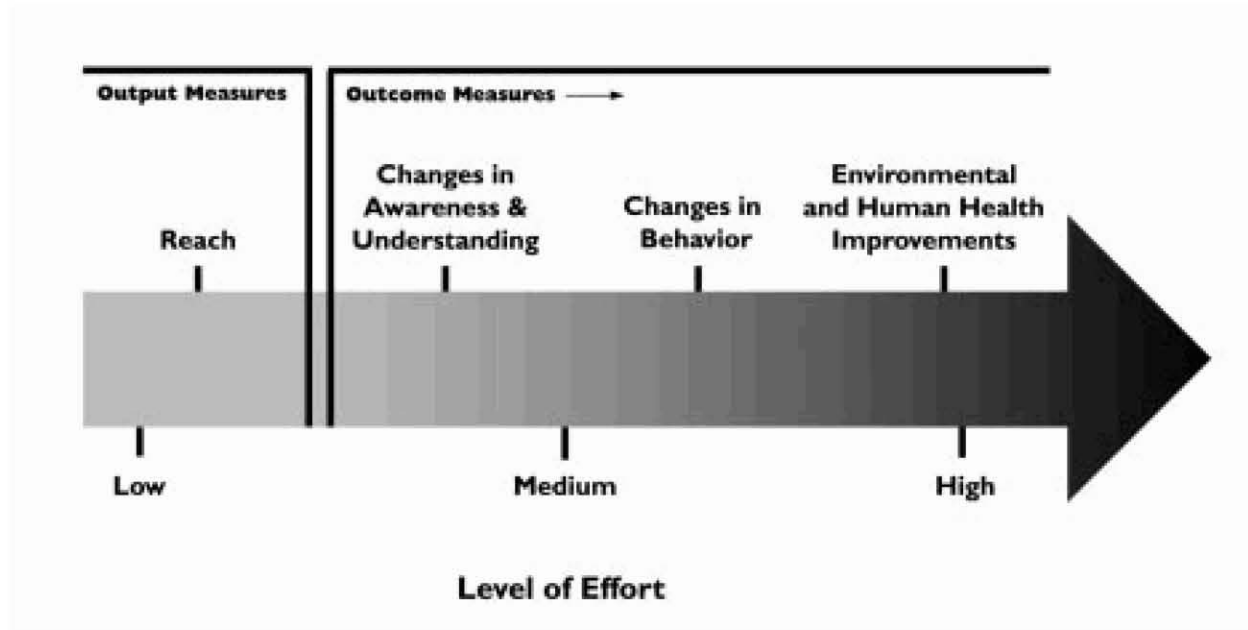 Output Measures
Outcome Measures
Reach
Changes in
Awareness &
Understanding
Changes in
Behavior
Environmental
and Human Health
Improvements
Low
Medium
High
Level of Effort